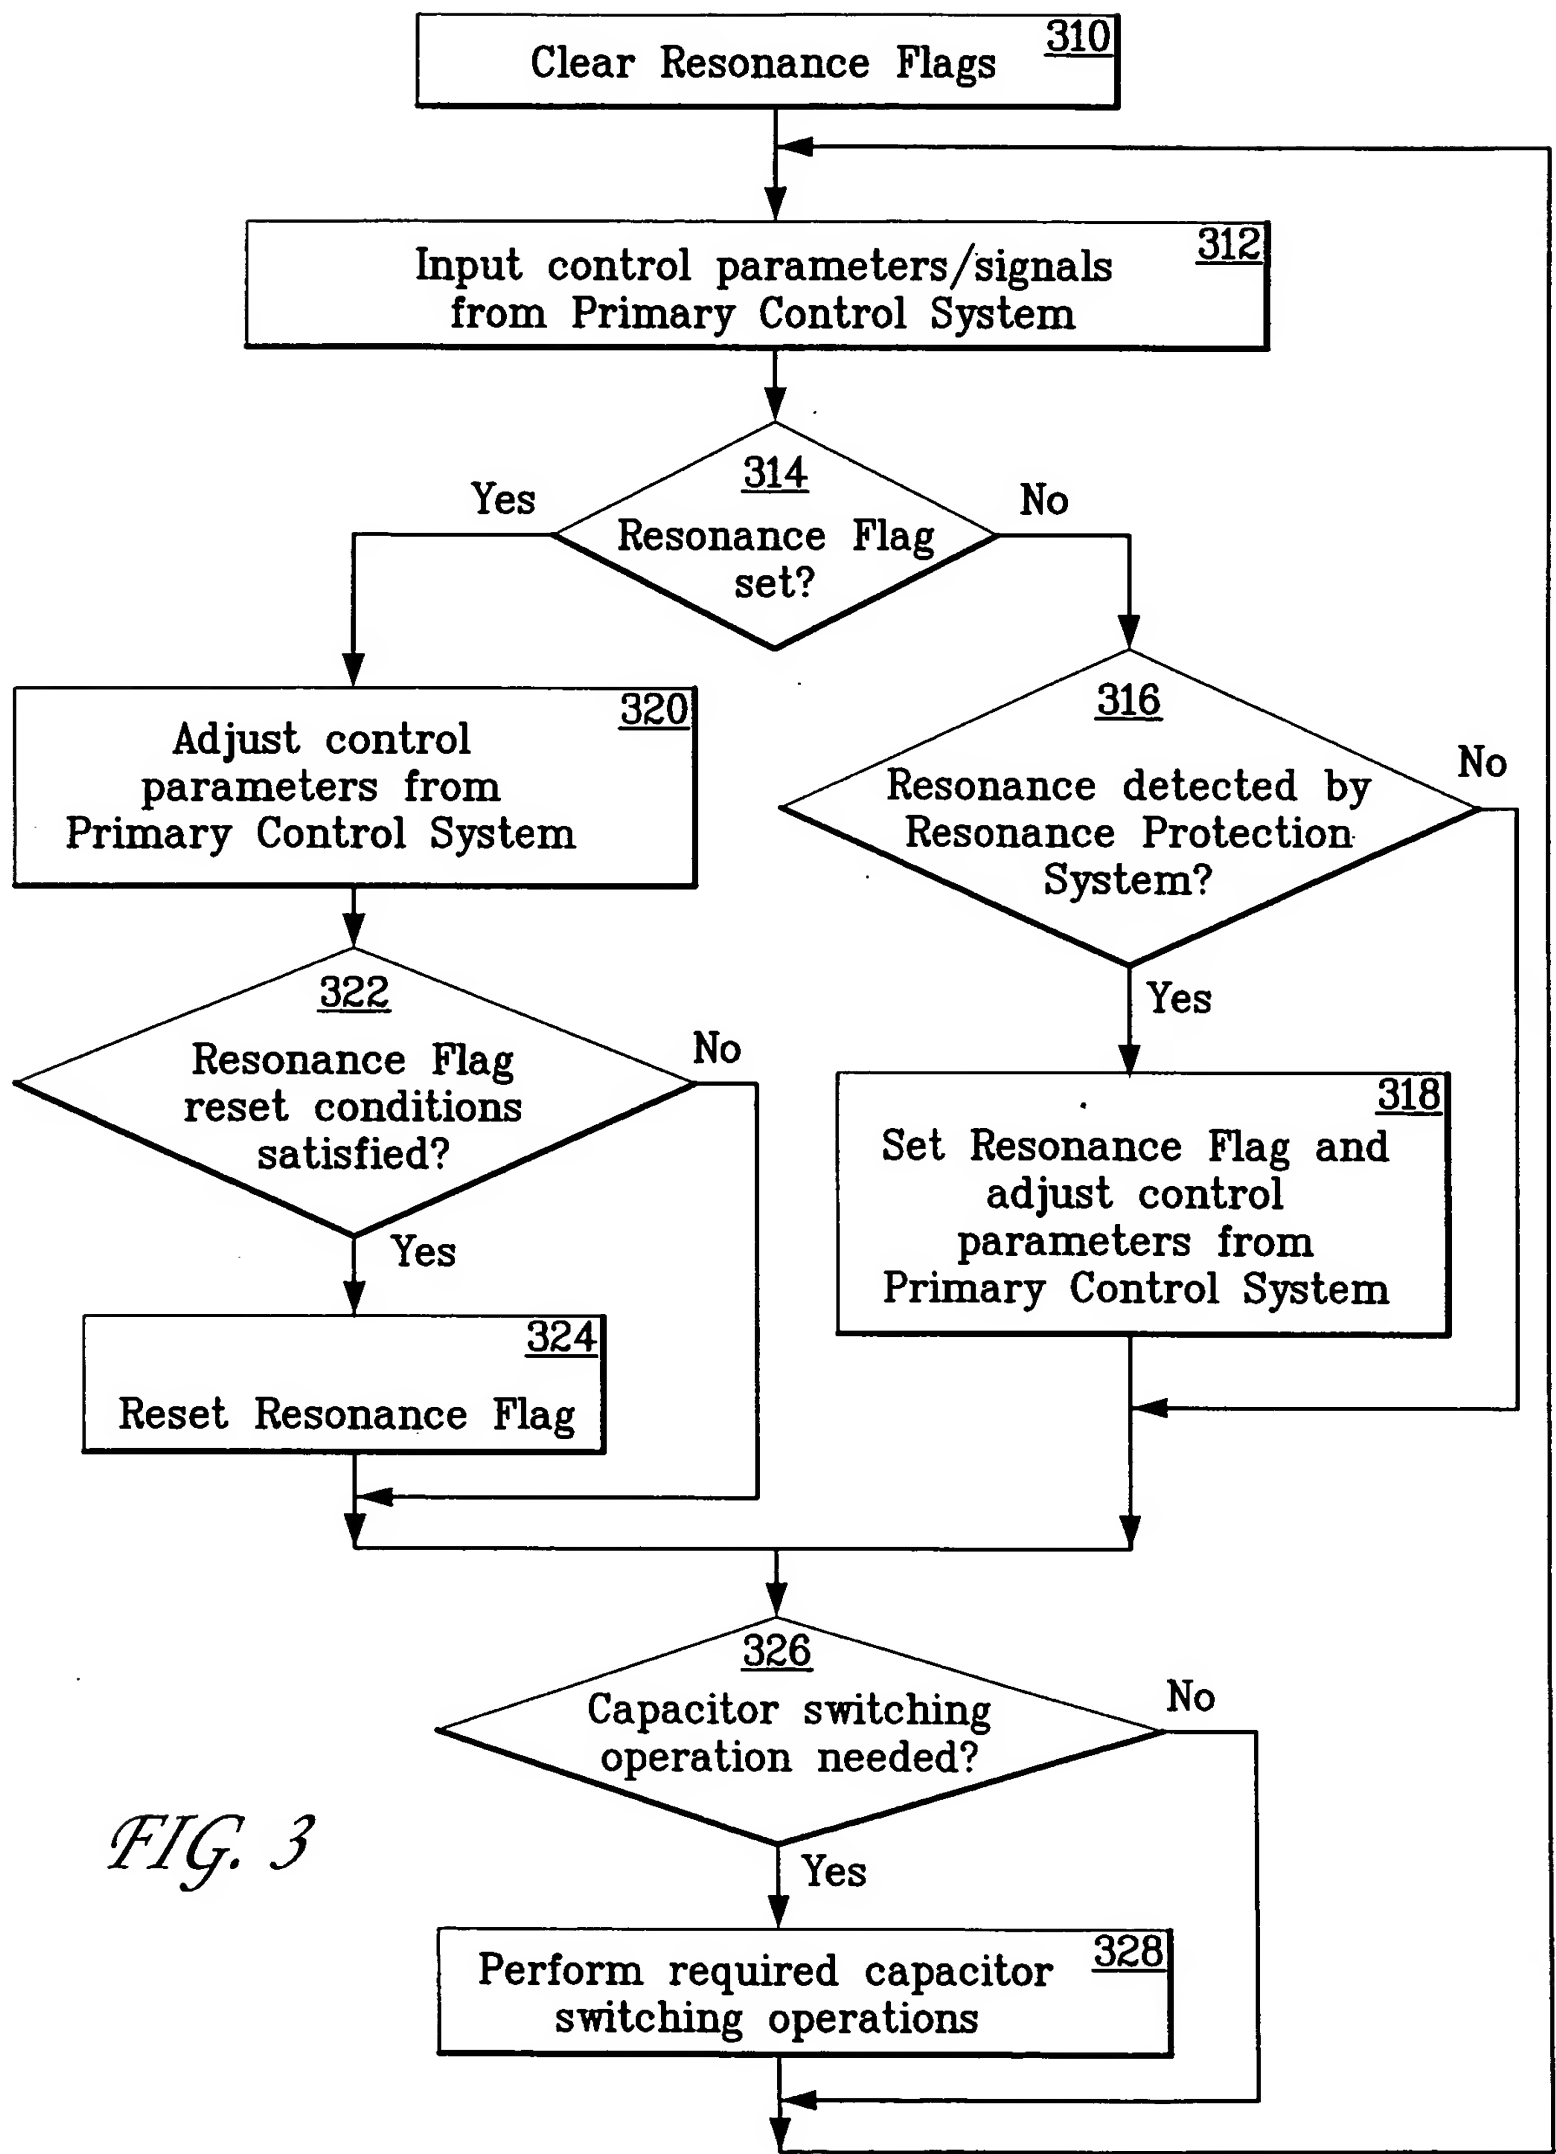 310
Clear Resonance Flags
312
Input control parameters/signals
from Primary Control System
314
Resonance Flag
set?
Yes
No
320
Adjust control
parameters from
Primary Control System
316
Resonance detected by
Resonance Protection
System?
No
Yes
322
Resonance Flag
reset conditions
satisfied?
No
Yes
318
Set Resonance Flag and
adjust control
parameters from
Primary Control System
324
Reset Resonance Flag
326
Capacitor switching
operation needed?
No
Yes
328
Perform required capacitor
switching operations
FIG. 3